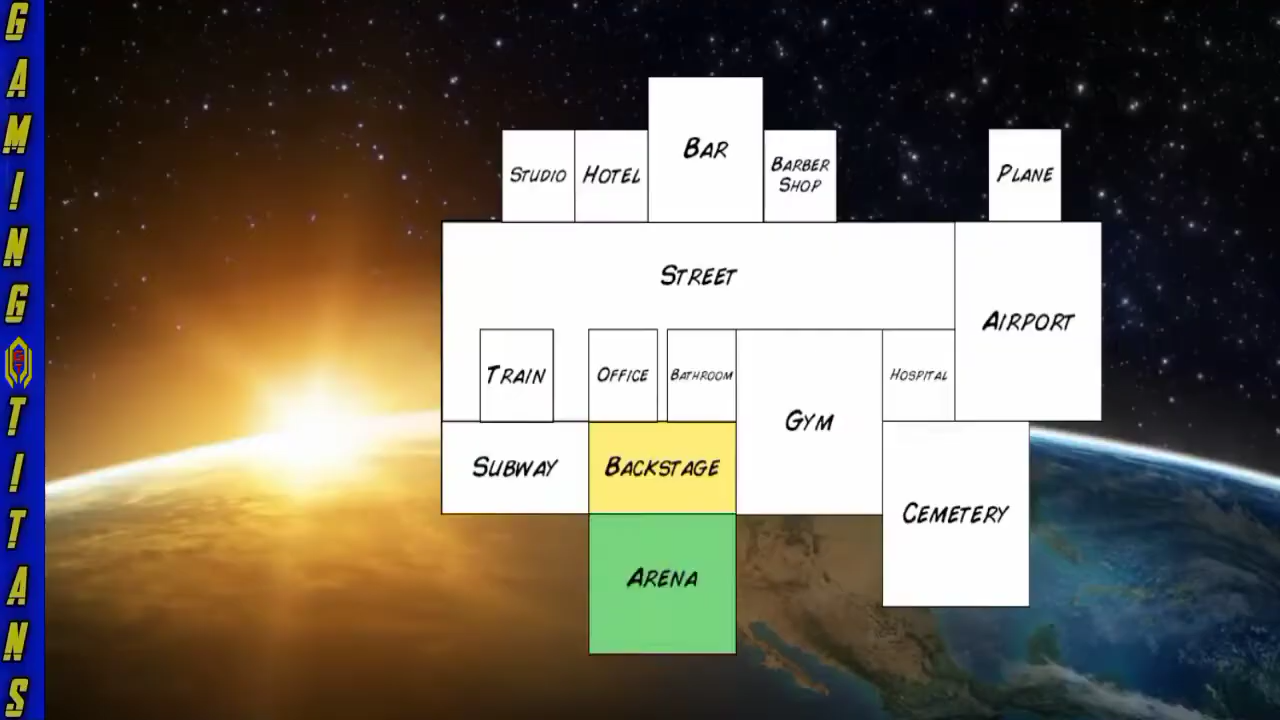 GAMING TITANS
BAR
STUDIO
HOTEL
BARBER
SHOP
PLANE
STREET
AIRPORT
TRAIN
OFFICE
BATHROOM
HOSPITAL
GYM
SUBWAY
BACKSTAGE
CEMETERY
ARENA